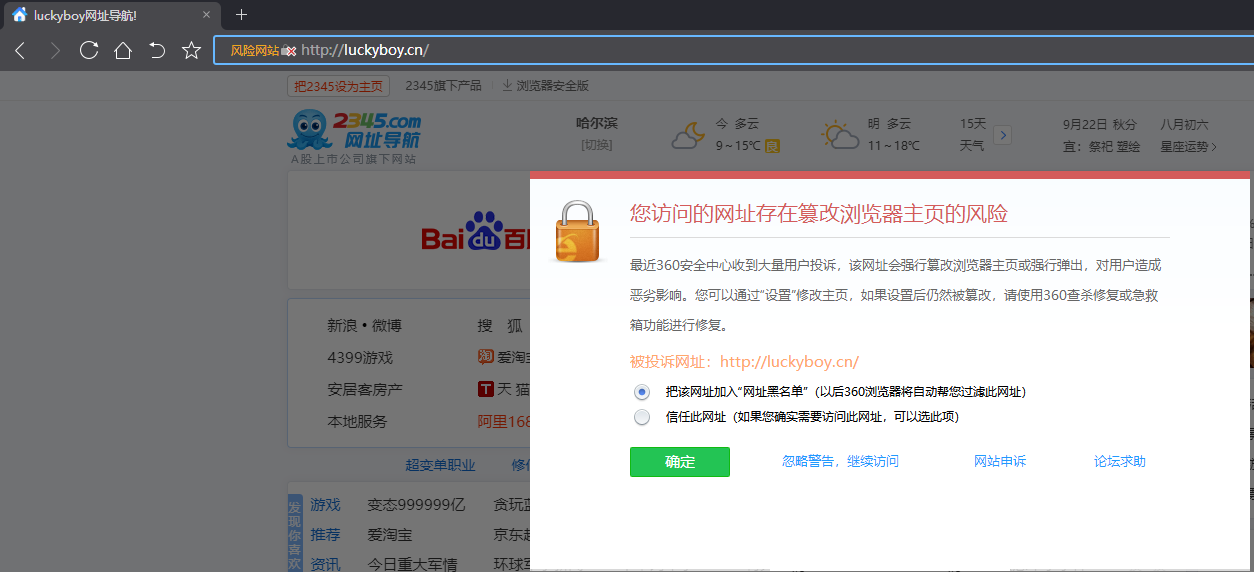 luckyboy网址导航!
风险网站 http://luckyboy.cn/
把2345设为主页 2345旗下产品 浏览器安全版
2345.com
网址导航
A股上市公司旗下网站
哈尔滨
[切换]
今 多云
9~15℃ 良
明 多云
11~18℃
15天
天气
9月22日 秋分 八月初六
宜: 祭祀 塑绘 星座运势
Bai du 百
您访问的网址存在篡改浏览器主页的风险
最近360安全中心收到大量用户投诉，该网址会强行篡改浏览器主页或强行弹出，对用户造成
恶劣影响。您可以通过“设置”修改主页，如果设置后仍然被篡改，请使用360查杀修复或急救
箱功能进行修复。
被投诉网址：http://luckyboy.cn/
把该网址加入“网址黑名单”（以后360浏览器将自动帮您过滤此网址）
信任此网址（如果您确实需要访问此网址，可以选此项）
确定 忽略警告，继续访问 网站申诉 论坛求助
新浪·微博 搜 狐
4399游戏 淘 爱淘宝
安居客房产 T 天 猫
本地服务 阿里168
超变单职业 修
发现你喜欢
游戏 变态999999亿 贪玩蓝
推荐 爱淘宝 京东超
资讯 今日重大军情 环球军